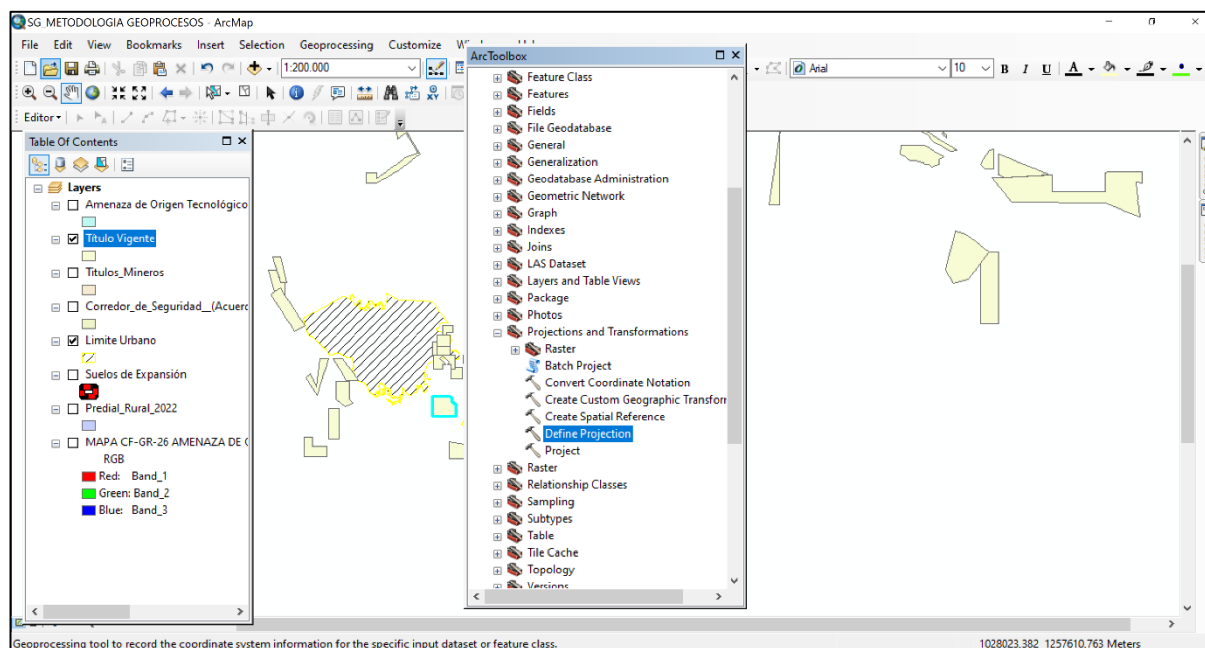 SG_METODOLOGIA GEOPROCESOS - ArcMap
File Edit View Bookmarks Insert Selection Geoprocessing Customize
1:200.000
Arial
10
B I U A
Editor
Table Of Contents
Layers
Amenaza de Origen Tecnológico
Título Vigente
Titulos_Mineros
Corredor_de_Seguridad__(Acuerd
Limite Urbano
Suelos de Expansión
Predial_Rural_2022
MAPA CF-GR-26 AMENAZA DE
RGB
Red: Band_1
Green: Band_2
Blue: Band_3
ArcToolbox
Feature Class
Features
Fields
File Geodatabase
General
Generalization
Geodatabase Administration
Geometric Network
Graph
Indexes
Joins
LAS Dataset
Layers and Table Views
Package
Photos
Projections and Transformations
Raster
Batch Project
Convert Coordinate Notation
Create Custom Geographic Transforn
Create Spatial Reference
Define Projection
Project
Raster
Relationship Classes
Sampling
Subtypes
Table
Tile Cache
Topology
Versions
Geoprocessing tool to record the coordinate system information for the specific input dataset or feature class.
1028023,382 1257610,763 Meters